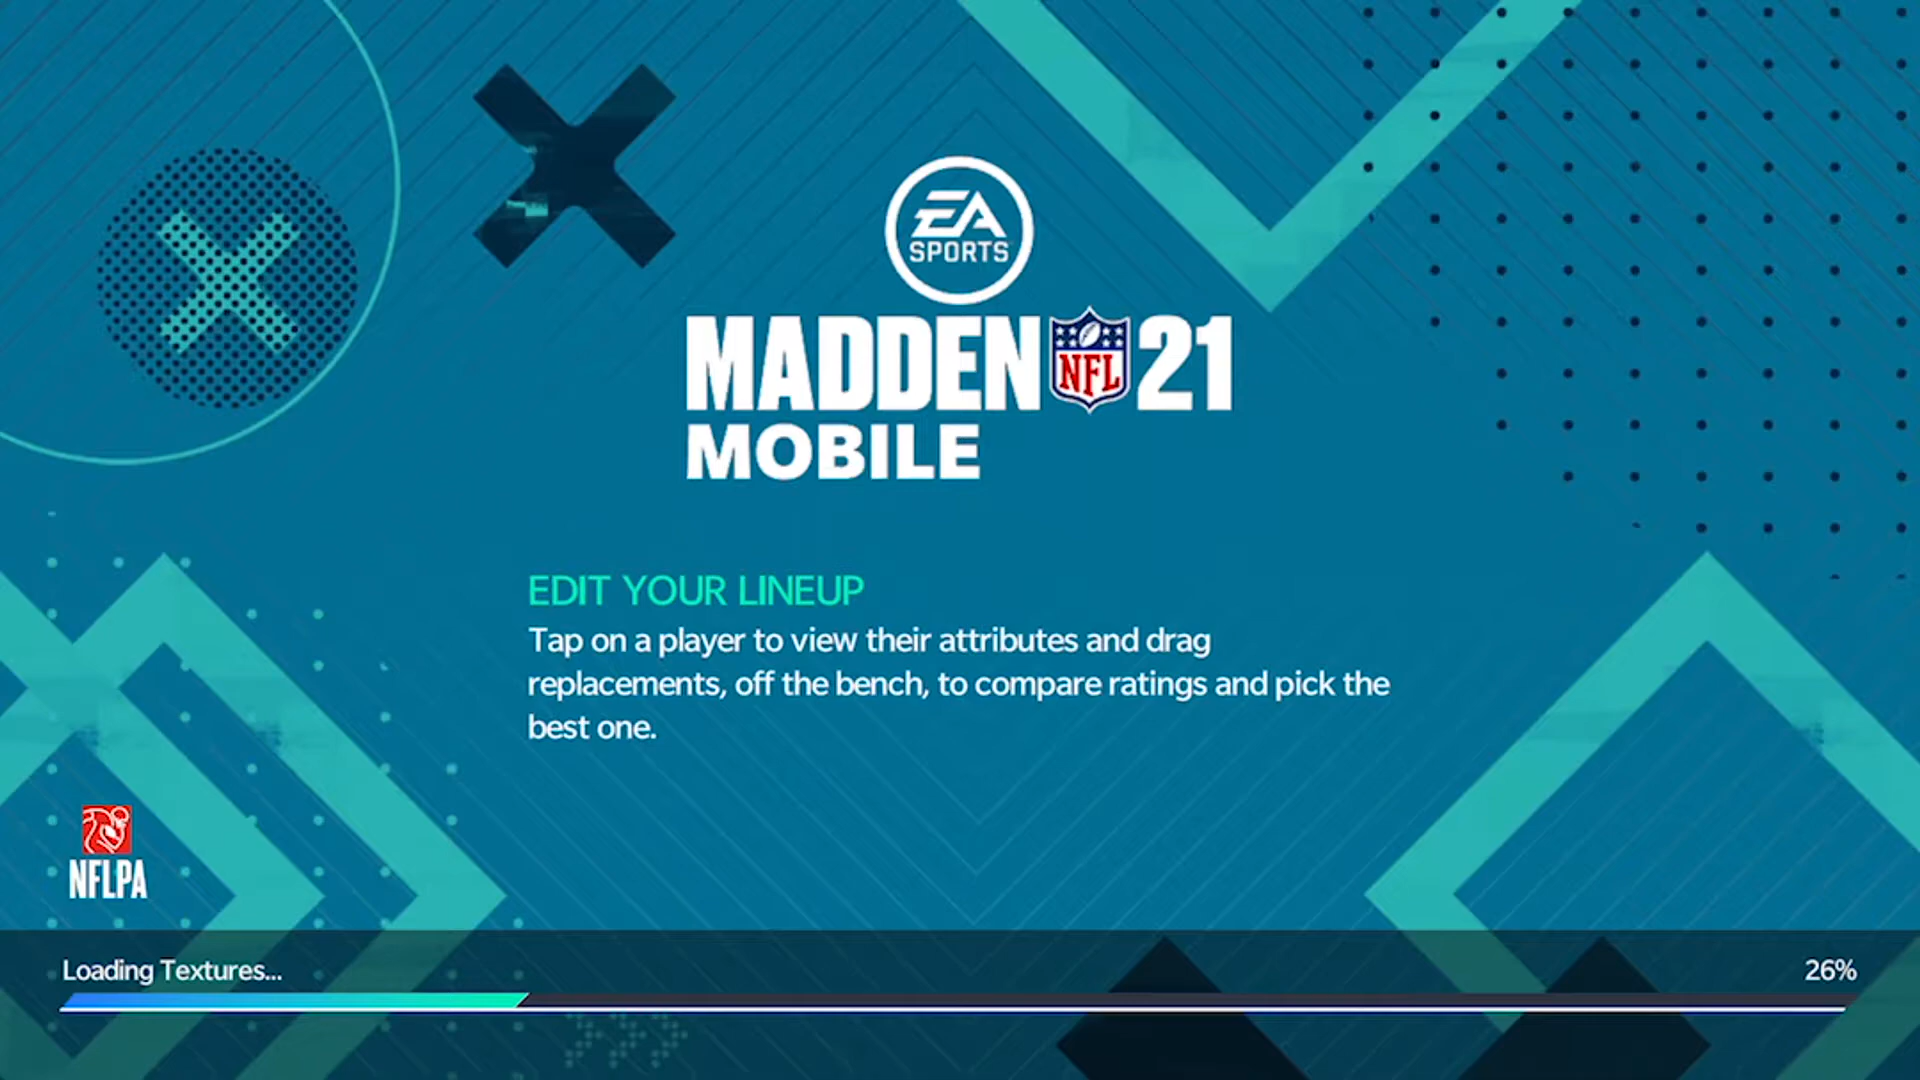 EA
SPORTS
MADDEN NFL 21
MOBILE
EDIT YOUR LINEUP
Tap on a player to view their attributes and drag
replacements, off the bench, to compare ratings and pick the
best one.
NFLPA
Loading Textures... 26%